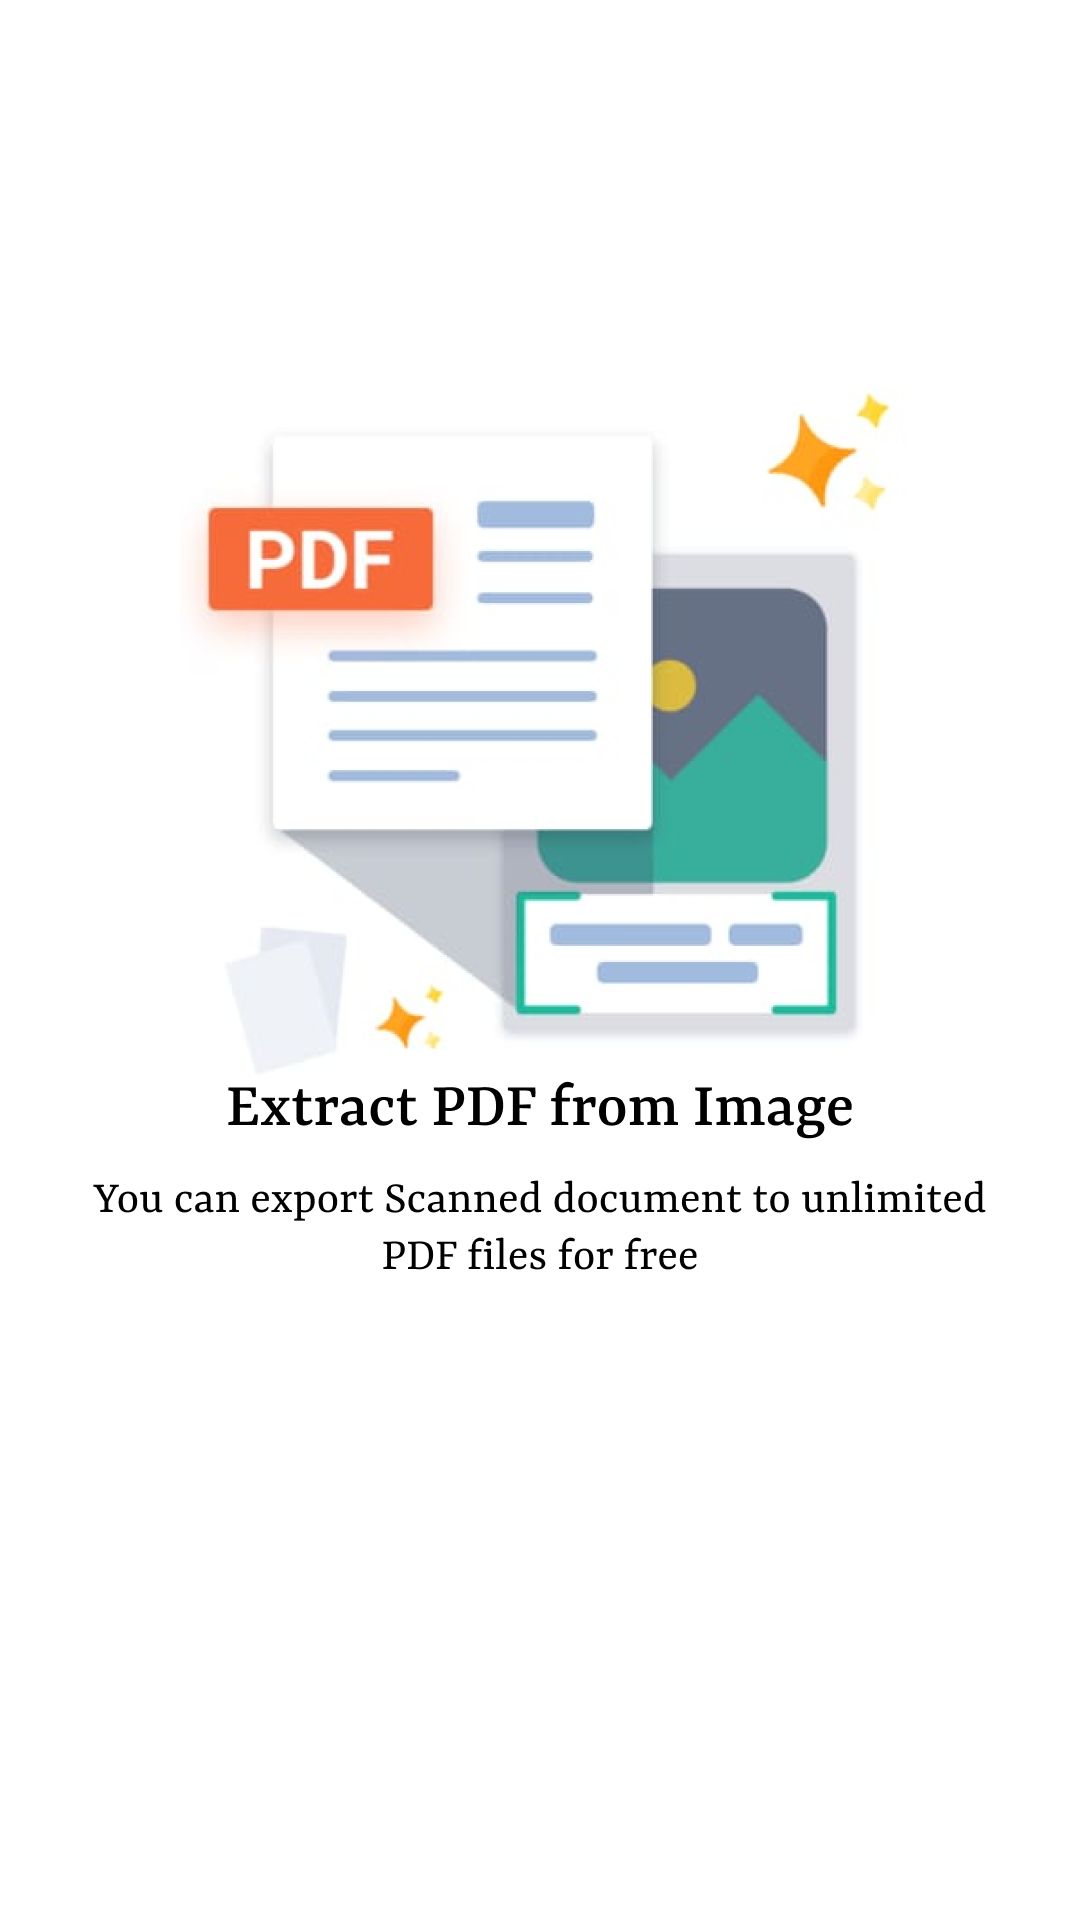 PDF
Extract PDF from Image
You can export Scanned document to unlimited
PDF files for free